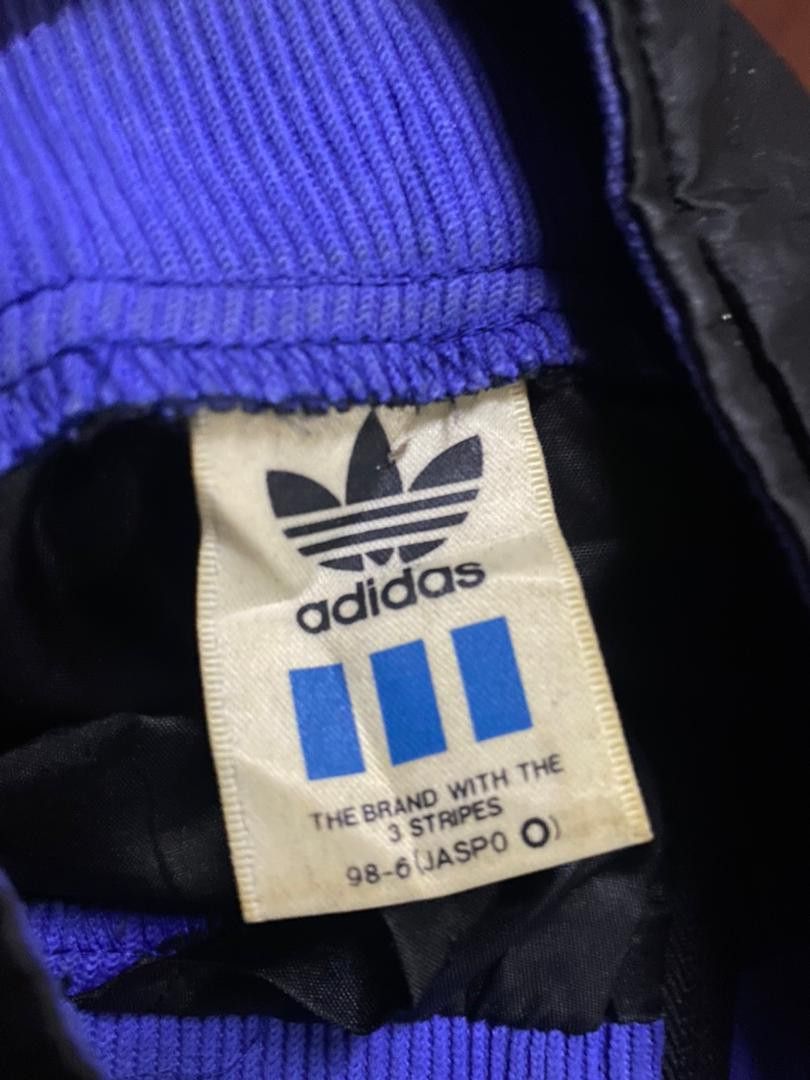 adidas
THE BRAND WITH THE
3 STRIPES
98-6(JASPO O)